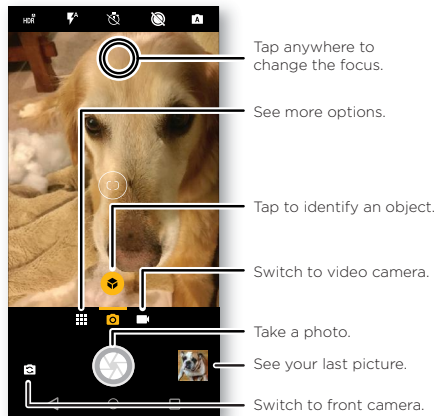 HDR
A
A
Tap anywhere to
change the focus.
See more options.
Tap to identify an object.
Switch to video camera.
Take a photo.
See your last picture.
Switch to front camera.